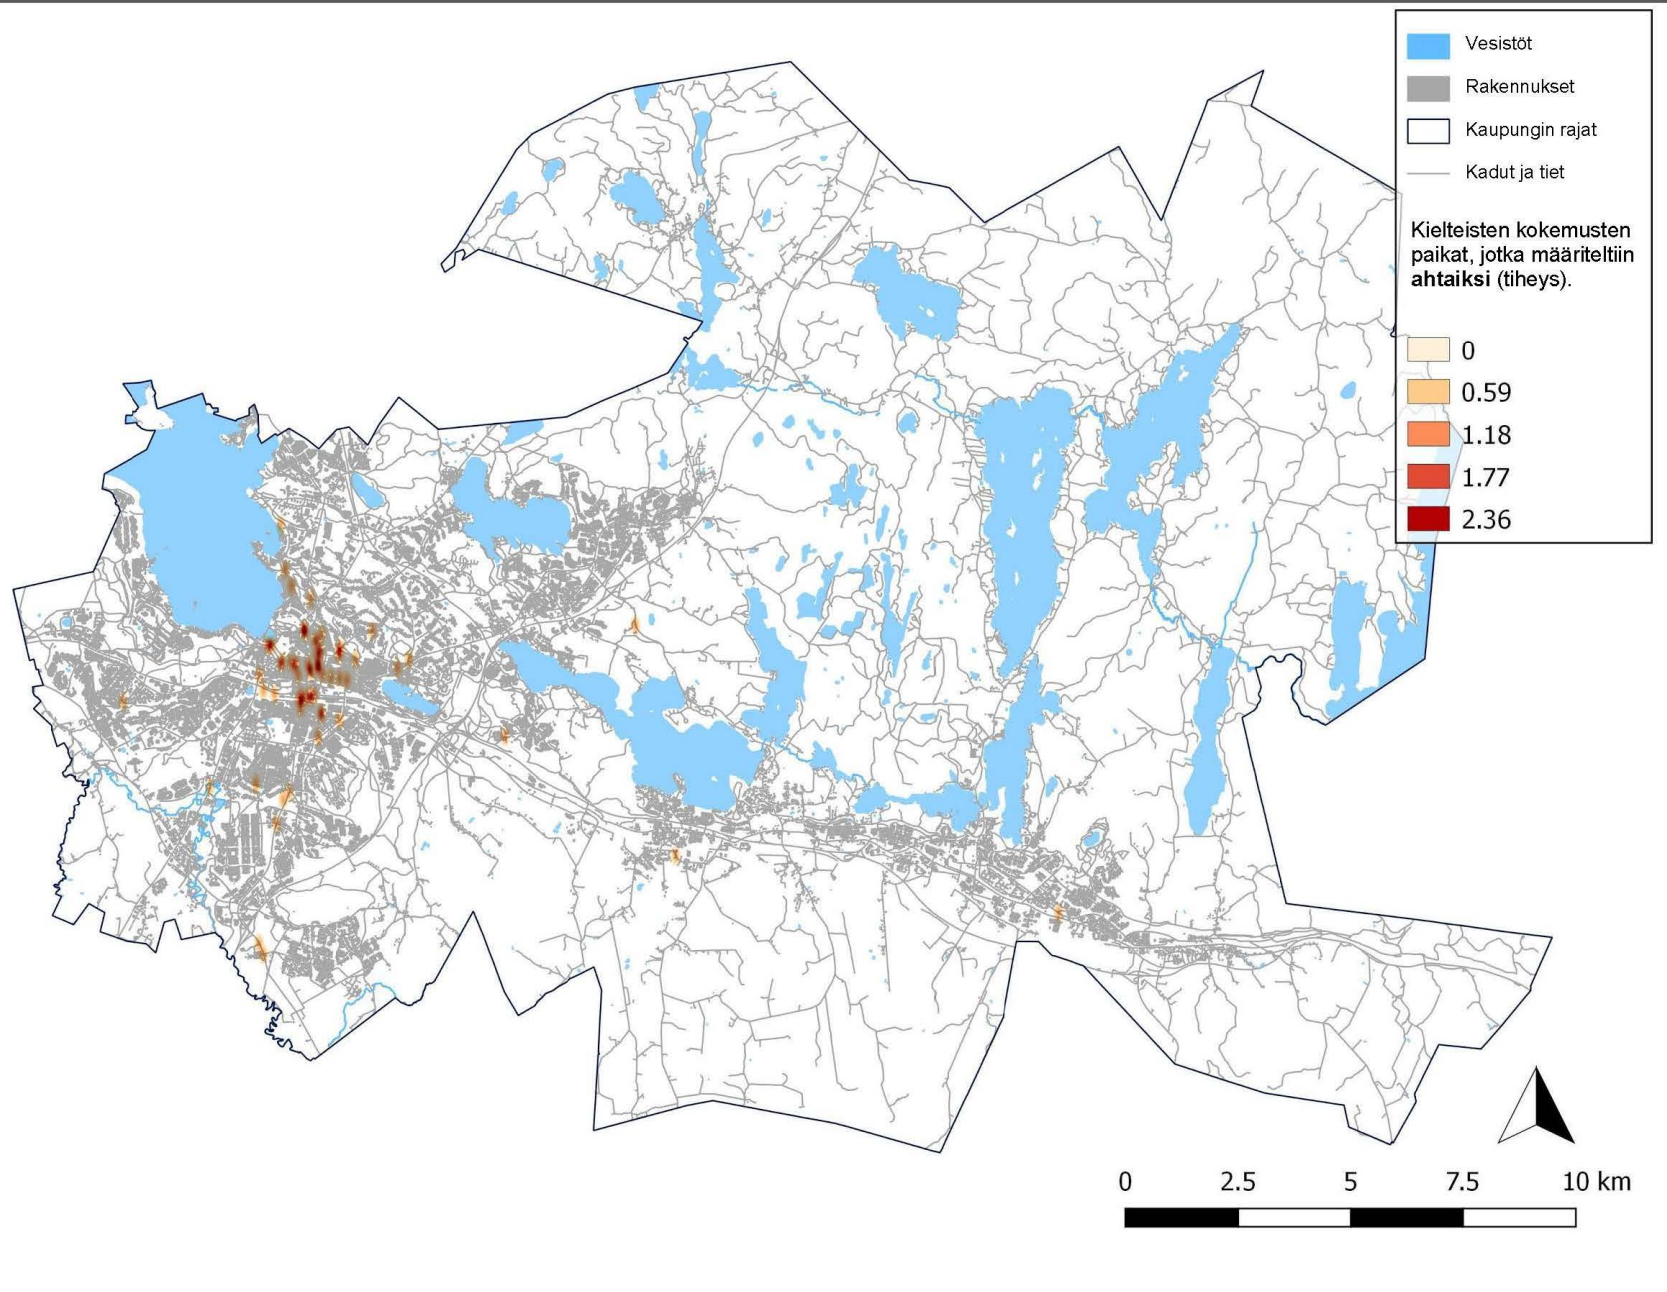 Vesistöt
Rakennukset
Kaupungin rajat
Kadut ja tiet
Kielteisten kokemusten
paikat, jotka määriteltiin
ahtaiksi (tiheys).
0
0.59
1.18
1.77
2.36
0 2.5 5 7.5 10 km